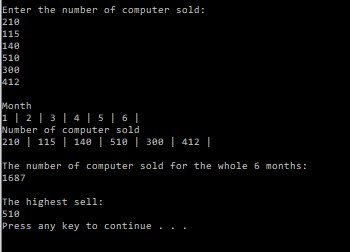 Enter the number of computer sold:
210
115
140
510
300
412
Month
1 | 2 | 3 | 4 | 5 | 6 |
Number of computer sold
210 | 115 | 140 | 510 | 300 | 412 |
The number of computer sold for the whole 6 months:
1687
The highest sell:
510
Press any key to continue . . .